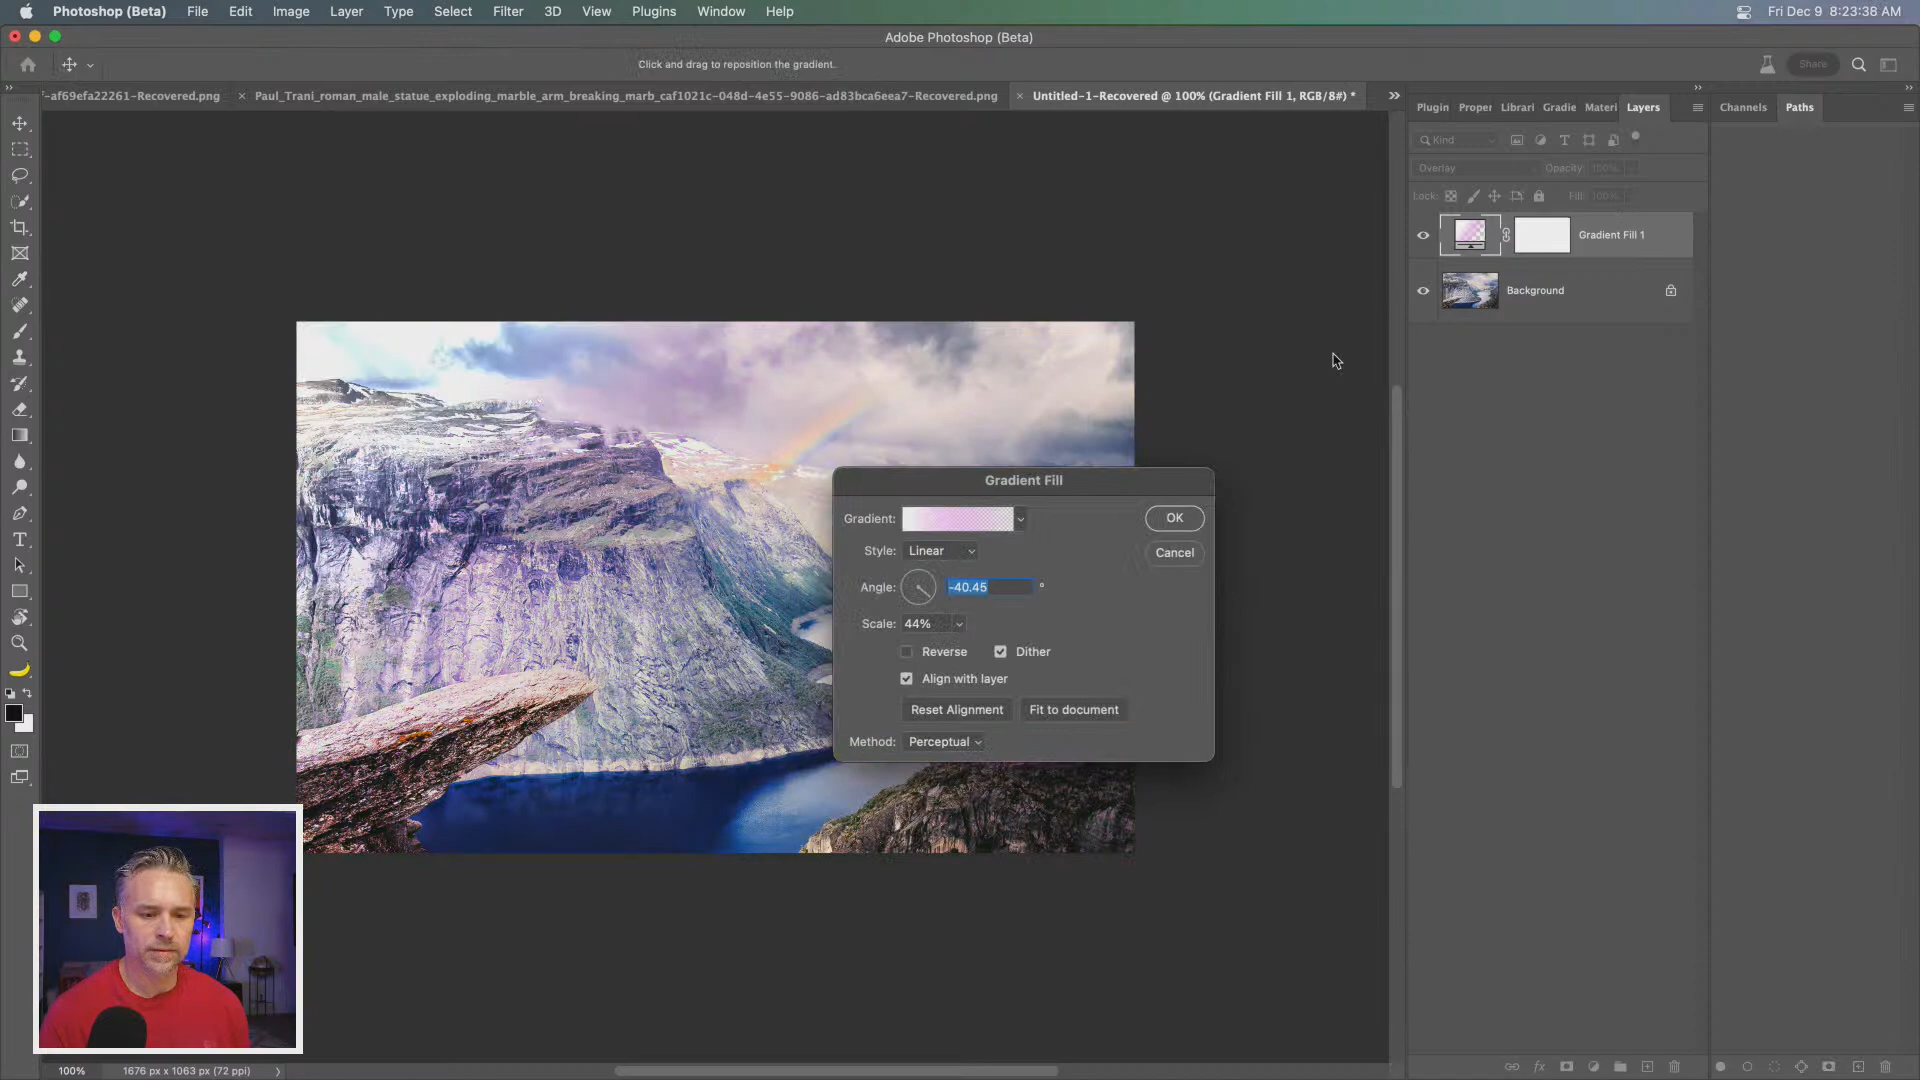 Photoshop (Beta) File Edit Image Layer Type Select Filter 3D View Plugins Window Help Fri Dec 9 8:23:38 AM
Adobe Photoshop (Beta)
Click and drag to reposition the gradient. Share
-af69efa22261-Recovered.png × Paul_Trani_roman_male_statue_exploding_marble_arm_breaking_marb_caf1021c-048d-4e55-9086-ad83bca6eea7-Recovered.png × Untitled-1-Recovered @ 100% (Gradient Fill 1, RGB/8#) *
Plugin Proper Librari Gradie Materi Layers Channels Paths
Kind
Overlay Opacity: 100%
Lock: Fill: 100%
Gradient Fill 1
Background
Gradient Fill
Gradient: OK
Style: Linear Cancel
Angle: -40.45 °
Scale: 44%
Reverse Dither
Align with layer
Reset Alignment Fit to document
Method: Perceptual
100% 1676 px x 1063 px (72 ppi)